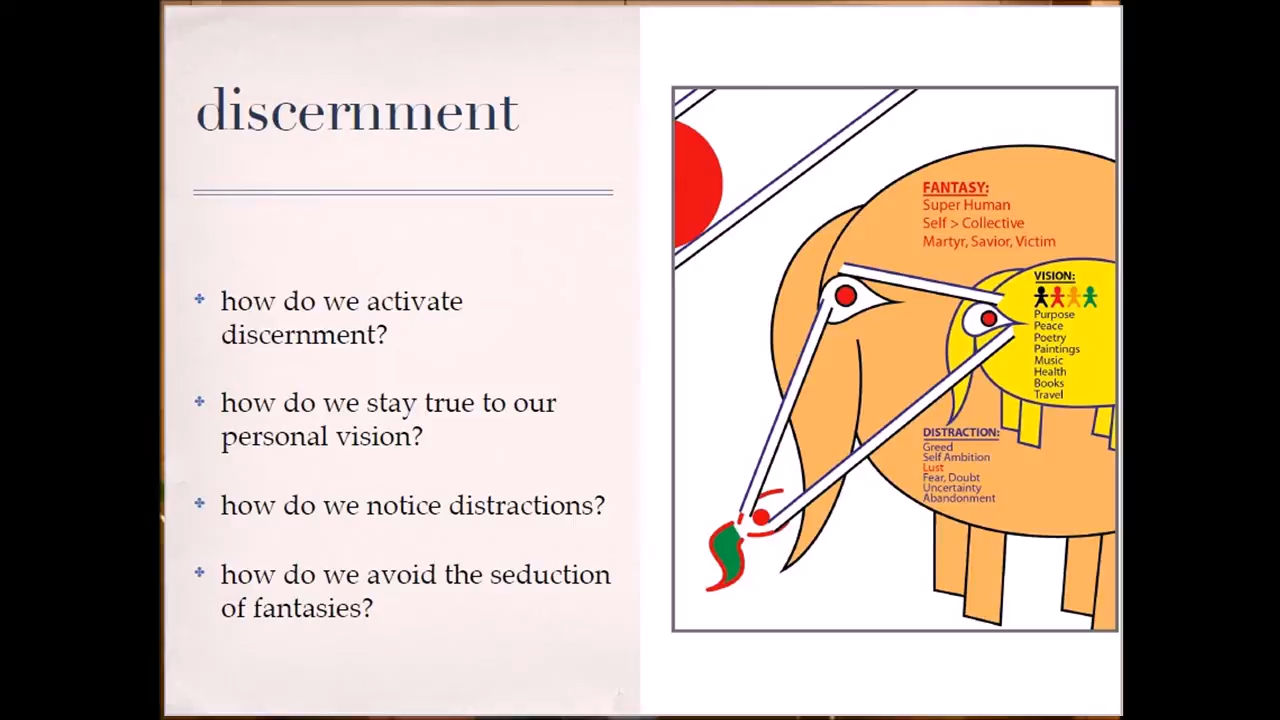 discernment
how do we activate
discernment?
how do we stay true to our
personal vision?
how do we notice distractions?
how do we avoid the seduction
of fantasies?
FANTASY:
Super Human
Self > Collective
Martyr, Savior, Victim
VISION:
Purpose
Peace
Poetry
Paintings
Music
Health
Books
Travel
DISTRACTION:
Greed
Self Ambition
Lust
Fear, Doubt
Uncertainty
Abandonment